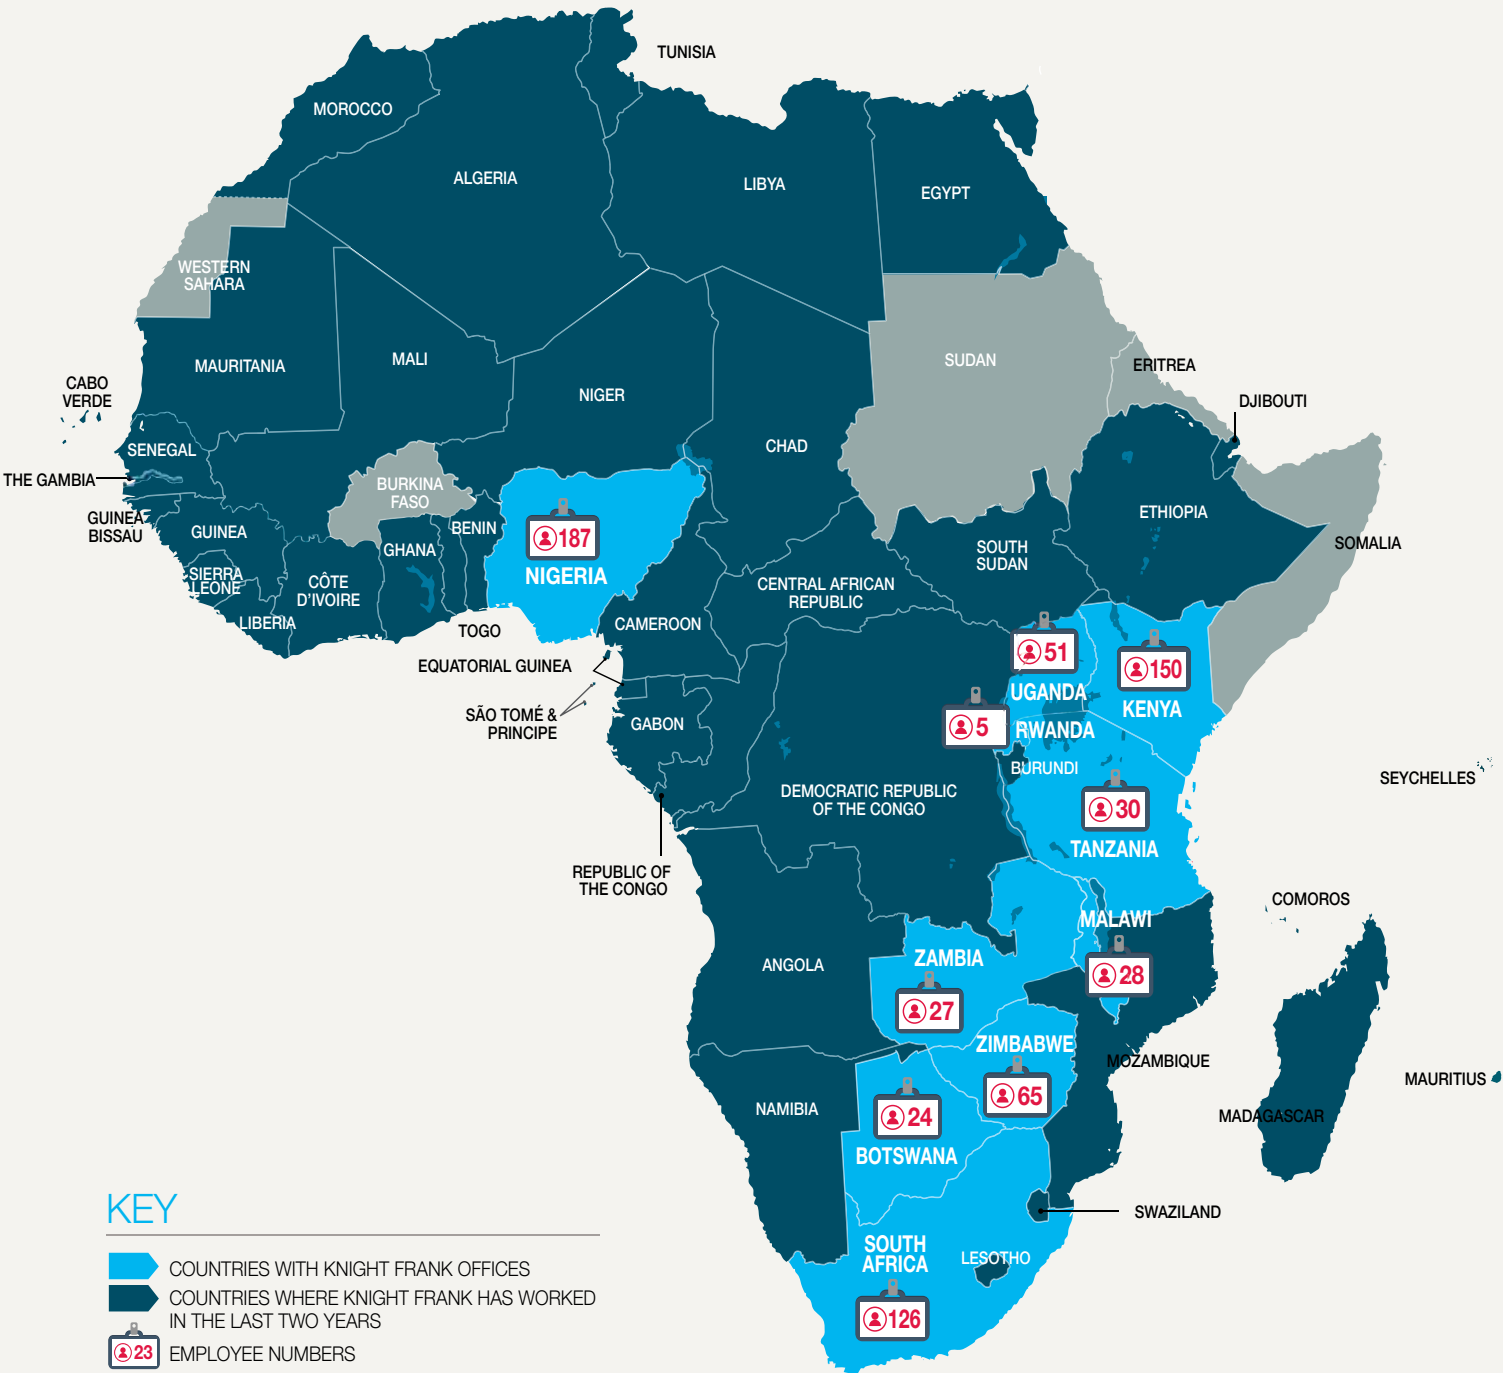 TUNISIA
MOROCCO
ALGERIA
LIBYA
EGYPT
WESTERN
SAHARA
MAURITANIA
MALI
NIGER
SUDAN
ERITREA
CABO
VERDE
DJIBOUTI
CHAD
SENEGAL
THE GAMBIA
BURKINA
FASO
GUINEA
BISSAU
GUINEA
BENIN
187
NIGERIA
ETHIOPIA
GHANA
SOUTH
SUDAN
SOMALIA
SIERRA
LEONE
CÔTE
D'IVOIRE
CENTRAL AFRICAN
REPUBLIC
LIBERIA
TOGO
CAMEROON
EQUATORIAL GUINEA
51
UGANDA
150
KENYA
SÃO TOMÉ &
PRINCIPE
GABON
5
RWANDA
BURUNDI
SEYCHELLES
DEMOCRATIC REPUBLIC
OF THE CONGO
30
TANZANIA
REPUBLIC OF
THE CONGO
COMOROS
MALAWI
28
ANGOLA
ZAMBIA
27
ZIMBABWE
65
MOZAMBIQUE
MAURITIUS
NAMIBIA
24
BOTSWANA
MADAGASCAR
SWAZILAND
SOUTH
AFRICA
LESOTHO
126
KEY
COUNTRIES WITH KNIGHT FRANK OFFICES
COUNTRIES WHERE KNIGHT FRANK HAS WORKED
IN THE LAST TWO YEARS
23 EMPLOYEE NUMBERS